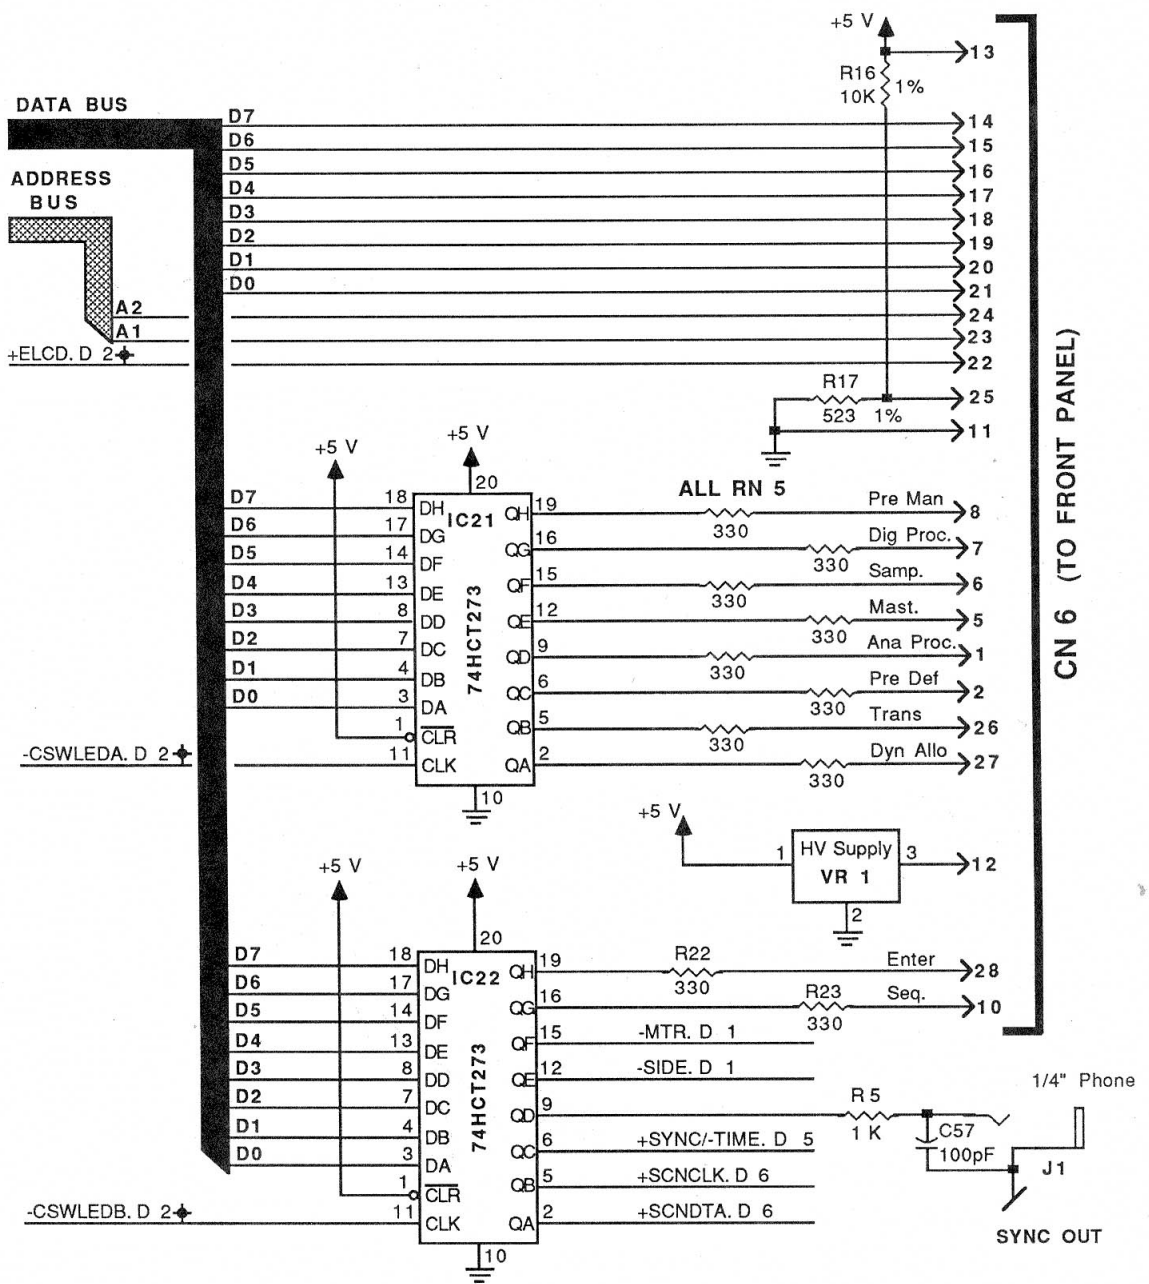 +5 V
13
R16
10K
1%
DATA BUS
D7 14
D6 15
D5 16
D4 17
D3 18
D2 19
D1 20
D0 21
ADDRESS
BUS
A2 24
A1 23
+ELCD. D 2 22
R17 25
523 1%
11
CN 6 (TO FRONT PANEL)
+5 V
+5 V
20
ALL RN 5
IC21
74HCT273
D7 18 DH QH 19 330 Pre Man 8
D6 17 DG QG 16 330 Dig Proc. 7
D5 14 DF QF 15 330 Samp. 6
D4 13 DE QE 12 330 Mast. 5
D3 8 DD QD 9 330 Ana Proc. 1
D2 7 DC QC 6 330 Pre Def 2
D1 4 DB QB 5 330 Trans 26
D0 3 DA QA 2 330 Dyn Allo 27
1 CLR
-CSWLEDA. D 2 11 CLK
10
+5 V
1 HV Supply 3 12
VR 1
2
+5 V
+5 V
20
IC22
74HCT273
D7 18 DH QH 19 R22 330 Enter 28
D6 17 DG QG 16 R23 330 Seq. 10
D5 14 DF QF 15 -MTR. D 1
D4 13 DE QE 12 -SIDE. D 1
D3 8 DD QD 9 R 5 1 K
D2 7 DC QC 6 +SYNC/-TIME. D 5
D1 4 DB QB 5 +SCNCLK. D 6
D0 3 DA QA 2 +SCNDTA. D 6
1 CLR
-CSWLEDB. D 2 11 CLK
10
1/4" Phone
C57
100pF
J1
SYNC OUT